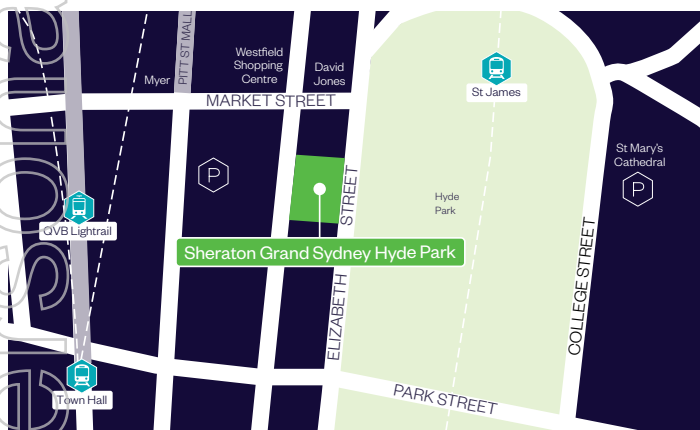 PITT ST MALL
Westfield
Shopping
Centre
David
Jones
Myer
MARKET STREET
St James
St Mary's
Cathedral
P
P
Hyde
Park
QVB Lightrail
ELIZABETH STREET
Sheraton Grand Sydney Hyde Park
COLLEGE STREET
PARK STREET
Town Hall
ersona